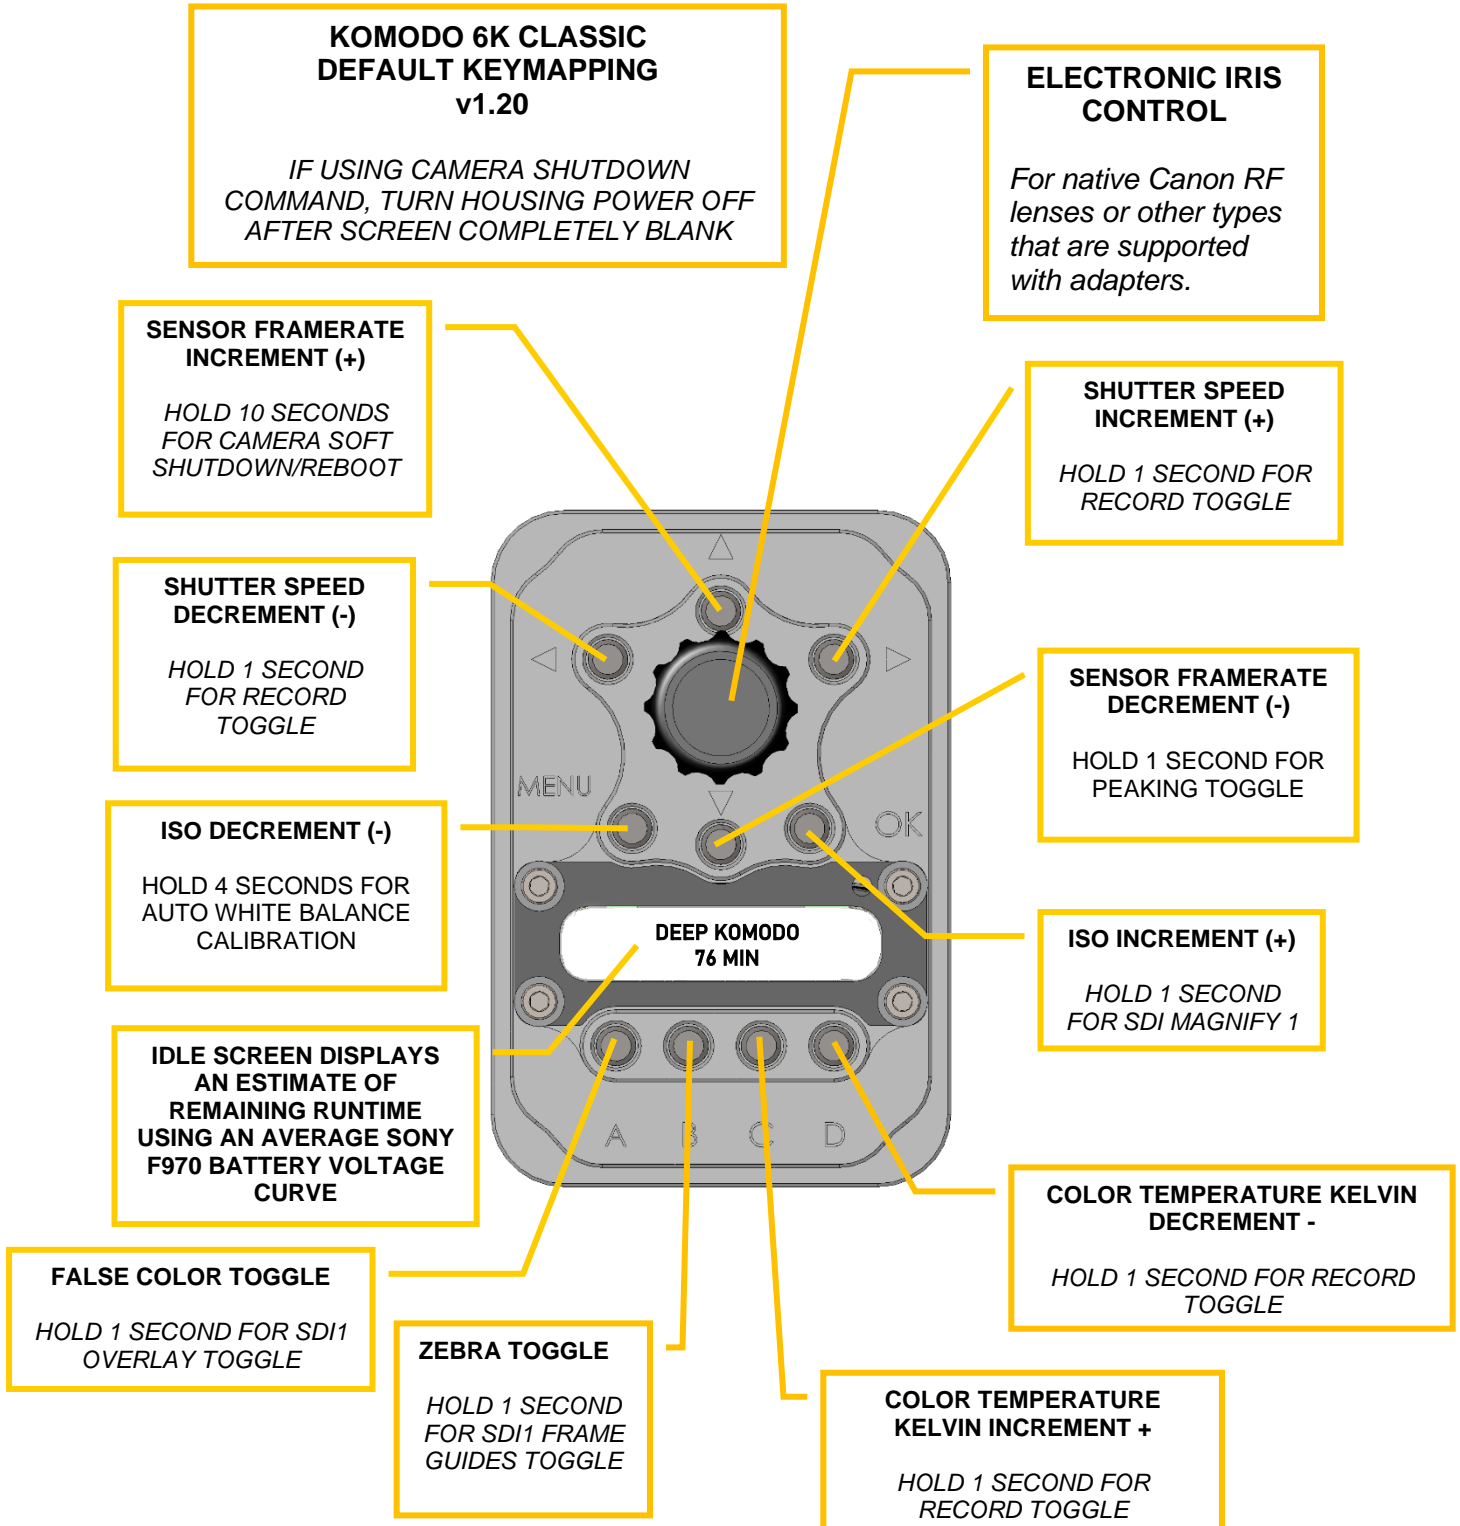 KOMODO 6K CLASSIC
DEFAULT KEYMAPPING
v1.20
IF USING CAMERA SHUTDOWN
COMMAND, TURN HOUSING POWER OFF
AFTER SCREEN COMPLETELY BLANK
ELECTRONIC IRIS
CONTROL
For native Canon RF
lenses or other types
that are supported
with adapters.
SENSOR FRAMERATE
INCREMENT (+)
HOLD 10 SECONDS
FOR CAMERA SOFT
SHUTDOWN/REBOOT
SHUTTER SPEED
INCREMENT (+)
HOLD 1 SECOND FOR
RECORD TOGGLE
SHUTTER SPEED
DECREMENT (-)
HOLD 1 SECOND
FOR RECORD
TOGGLE
SENSOR FRAMERATE
DECREMENT (-)
HOLD 1 SECOND FOR
PEAKING TOGGLE
MENU
OK
ISO DECREMENT (-)
HOLD 4 SECONDS FOR
AUTO WHITE BALANCE
CALIBRATION
DEEP KOMODO
76 MIN
ISO INCREMENT (+)
HOLD 1 SECOND
FOR SDI MAGNIFY 1
IDLE SCREEN DISPLAYS
AN ESTIMATE OF
REMAINING RUNTIME
USING AN AVERAGE SONY
F970 BATTERY VOLTAGE
CURVE
A B C D
COLOR TEMPERATURE KELVIN
DECREMENT -
HOLD 1 SECOND FOR RECORD
TOGGLE
FALSE COLOR TOGGLE
HOLD 1 SECOND FOR SDI1
OVERLAY TOGGLE
ZEBRA TOGGLE
HOLD 1 SECOND
FOR SDI1 FRAME
GUIDES TOGGLE
COLOR TEMPERATURE
KELVIN INCREMENT +
HOLD 1 SECOND FOR
RECORD TOGGLE